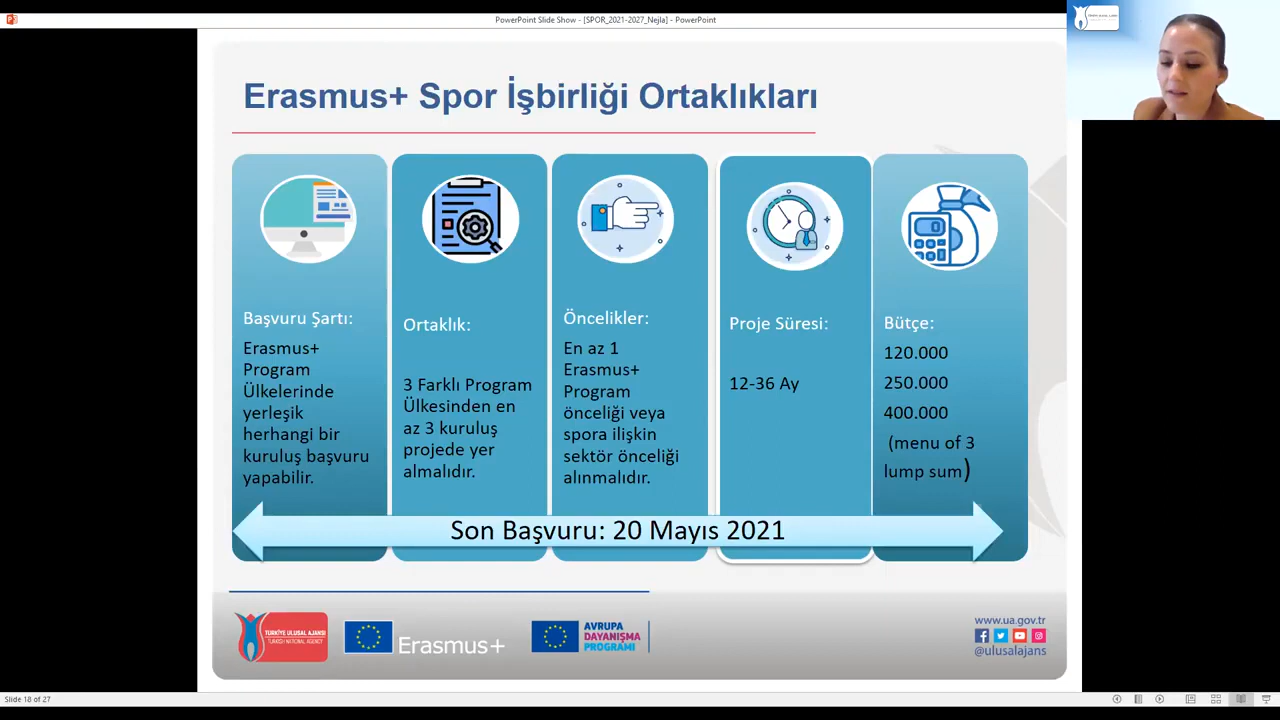 PowerPoint Slide Show - [SPOR_2021-2027_Nejla] - PowerPoint
Erasmus+ Spor İşbirliği Ortaklıkları
Başvuru Şartı:
Erasmus+
Program
Ülkelerinde
yerleşik
herhangi bir
kuruluş başvuru
yapabilir.
Ortaklık:
3 Farklı Program
Ülkesinden en
az 3 kuruluş
projede yer
almalıdır.
Öncelikler:
En az 1
Erasmus+
Program
önceliği veya
spora ilişkin
sektör önceliği
alınmalıdır.
Proje Süresi:
12-36 Ay
Bütçe:
120.000
250.000
400.000
(menu of 3
lump sum)
Son Başvuru: 20 Mayıs 2021
TÜRKİYE ULUSAL AJANSI
TURKISH NATIONAL AGENCY
Erasmus+
AVRUPA
DAYANIŞMA
PROGRAMI
www.ua.gov.tr
@ulusalajans
Slide 18 of 27